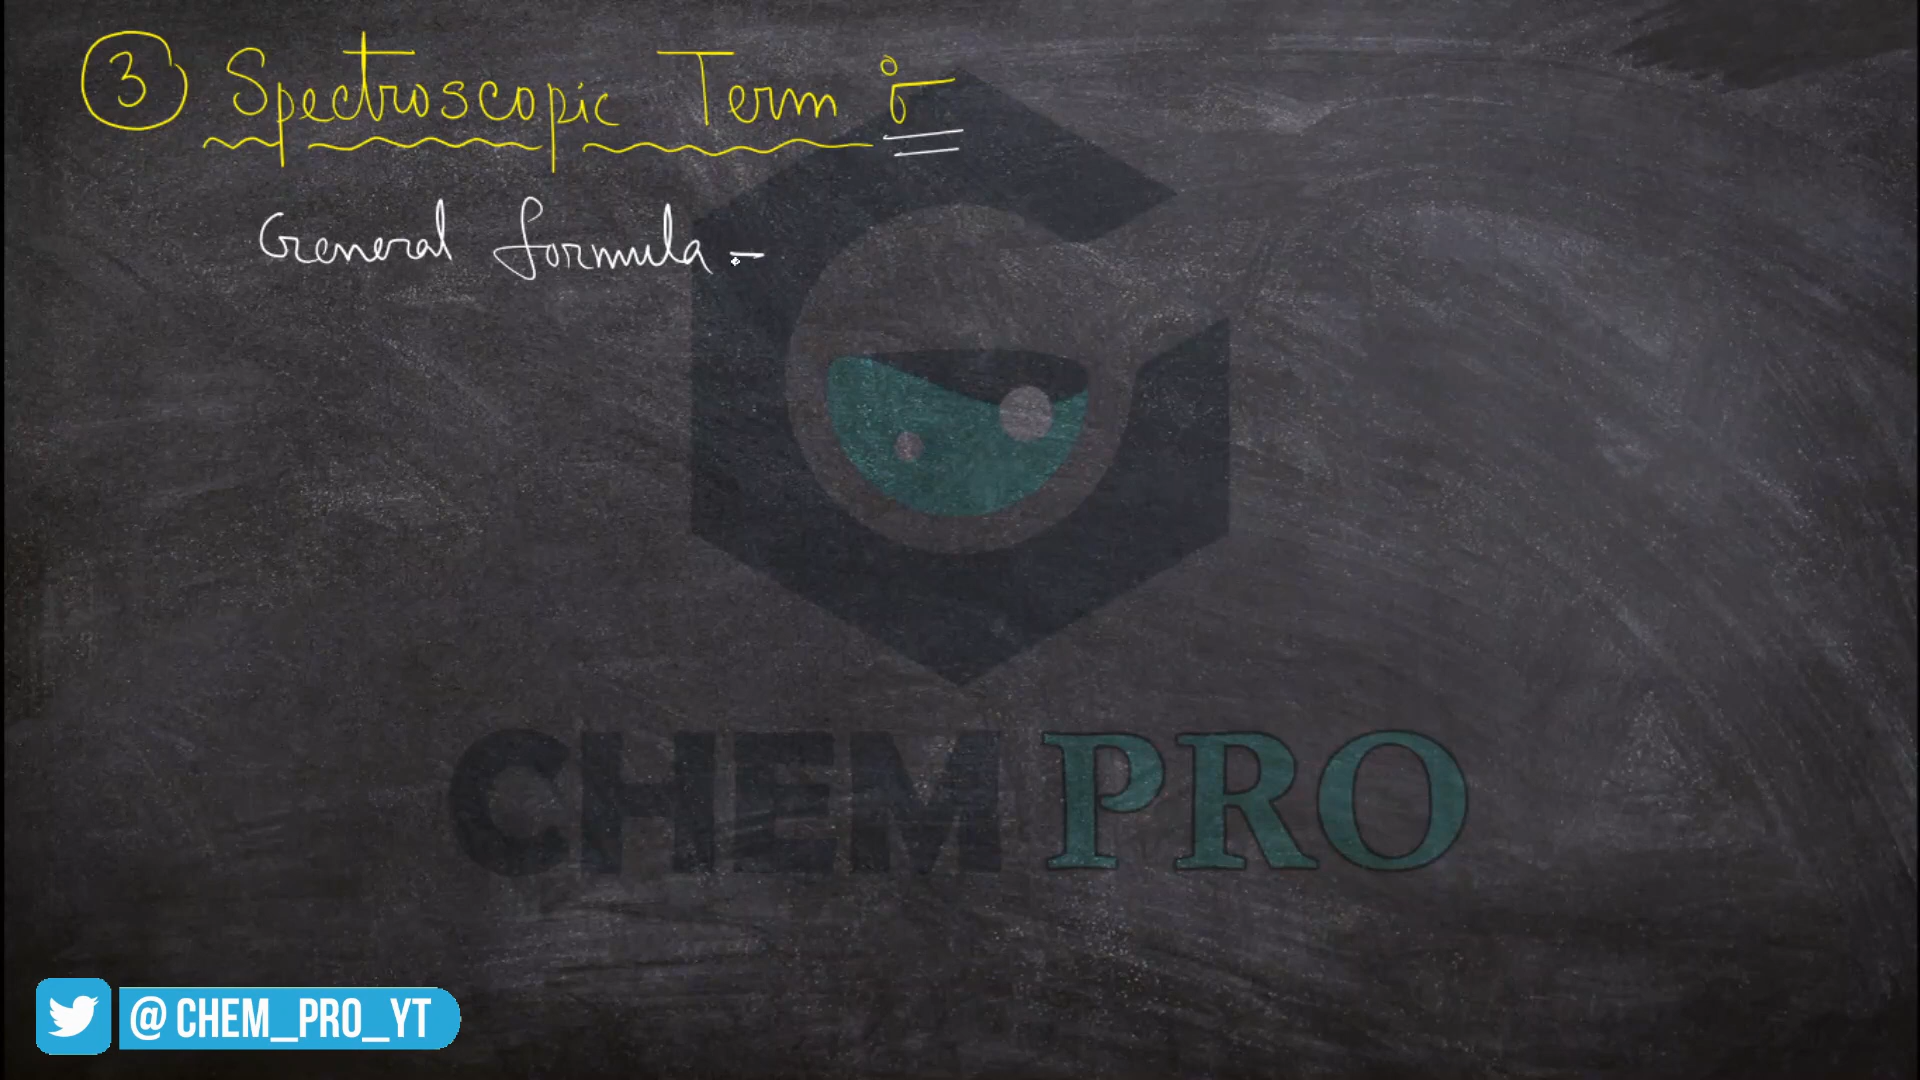 3 Spectroscopic Term :-
General formula -
CHEM PRO
@CHEM_PRO_YT